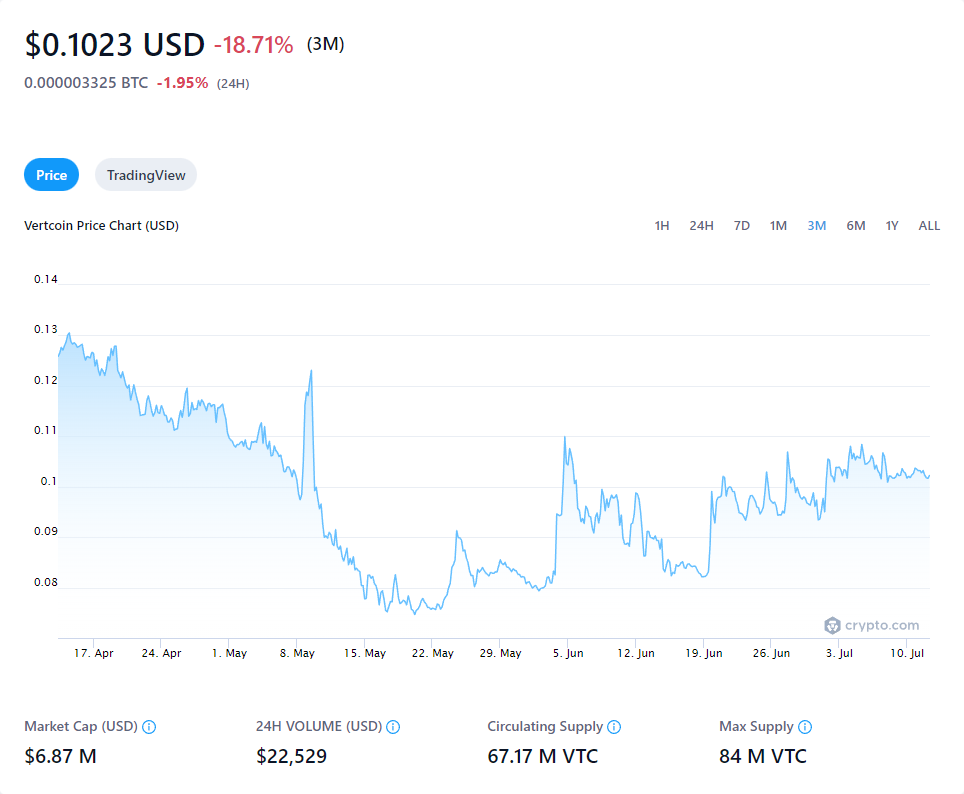 $0.1023 USD -18.71% (3M)
0.000003325 BTC -1.95% (24H)
Price TradingView
Vertcoin Price Chart (USD) 1H 24H 7D 1M 3M 6M 1Y ALL
0.14
0.13
0.12
0.11
0.1
0.09
0.08
crypto.com
17. Apr 24. Apr 1. May 8. May 15. May 22. May 29. May 5. Jun 12. Jun 19. Jun 26. Jun 3. Jul 10. Jul
Market Cap (USD) 24H VOLUME (USD) Circulating Supply Max Supply
$6.87 M $22,529 67.17 M VTC 84 M VTC